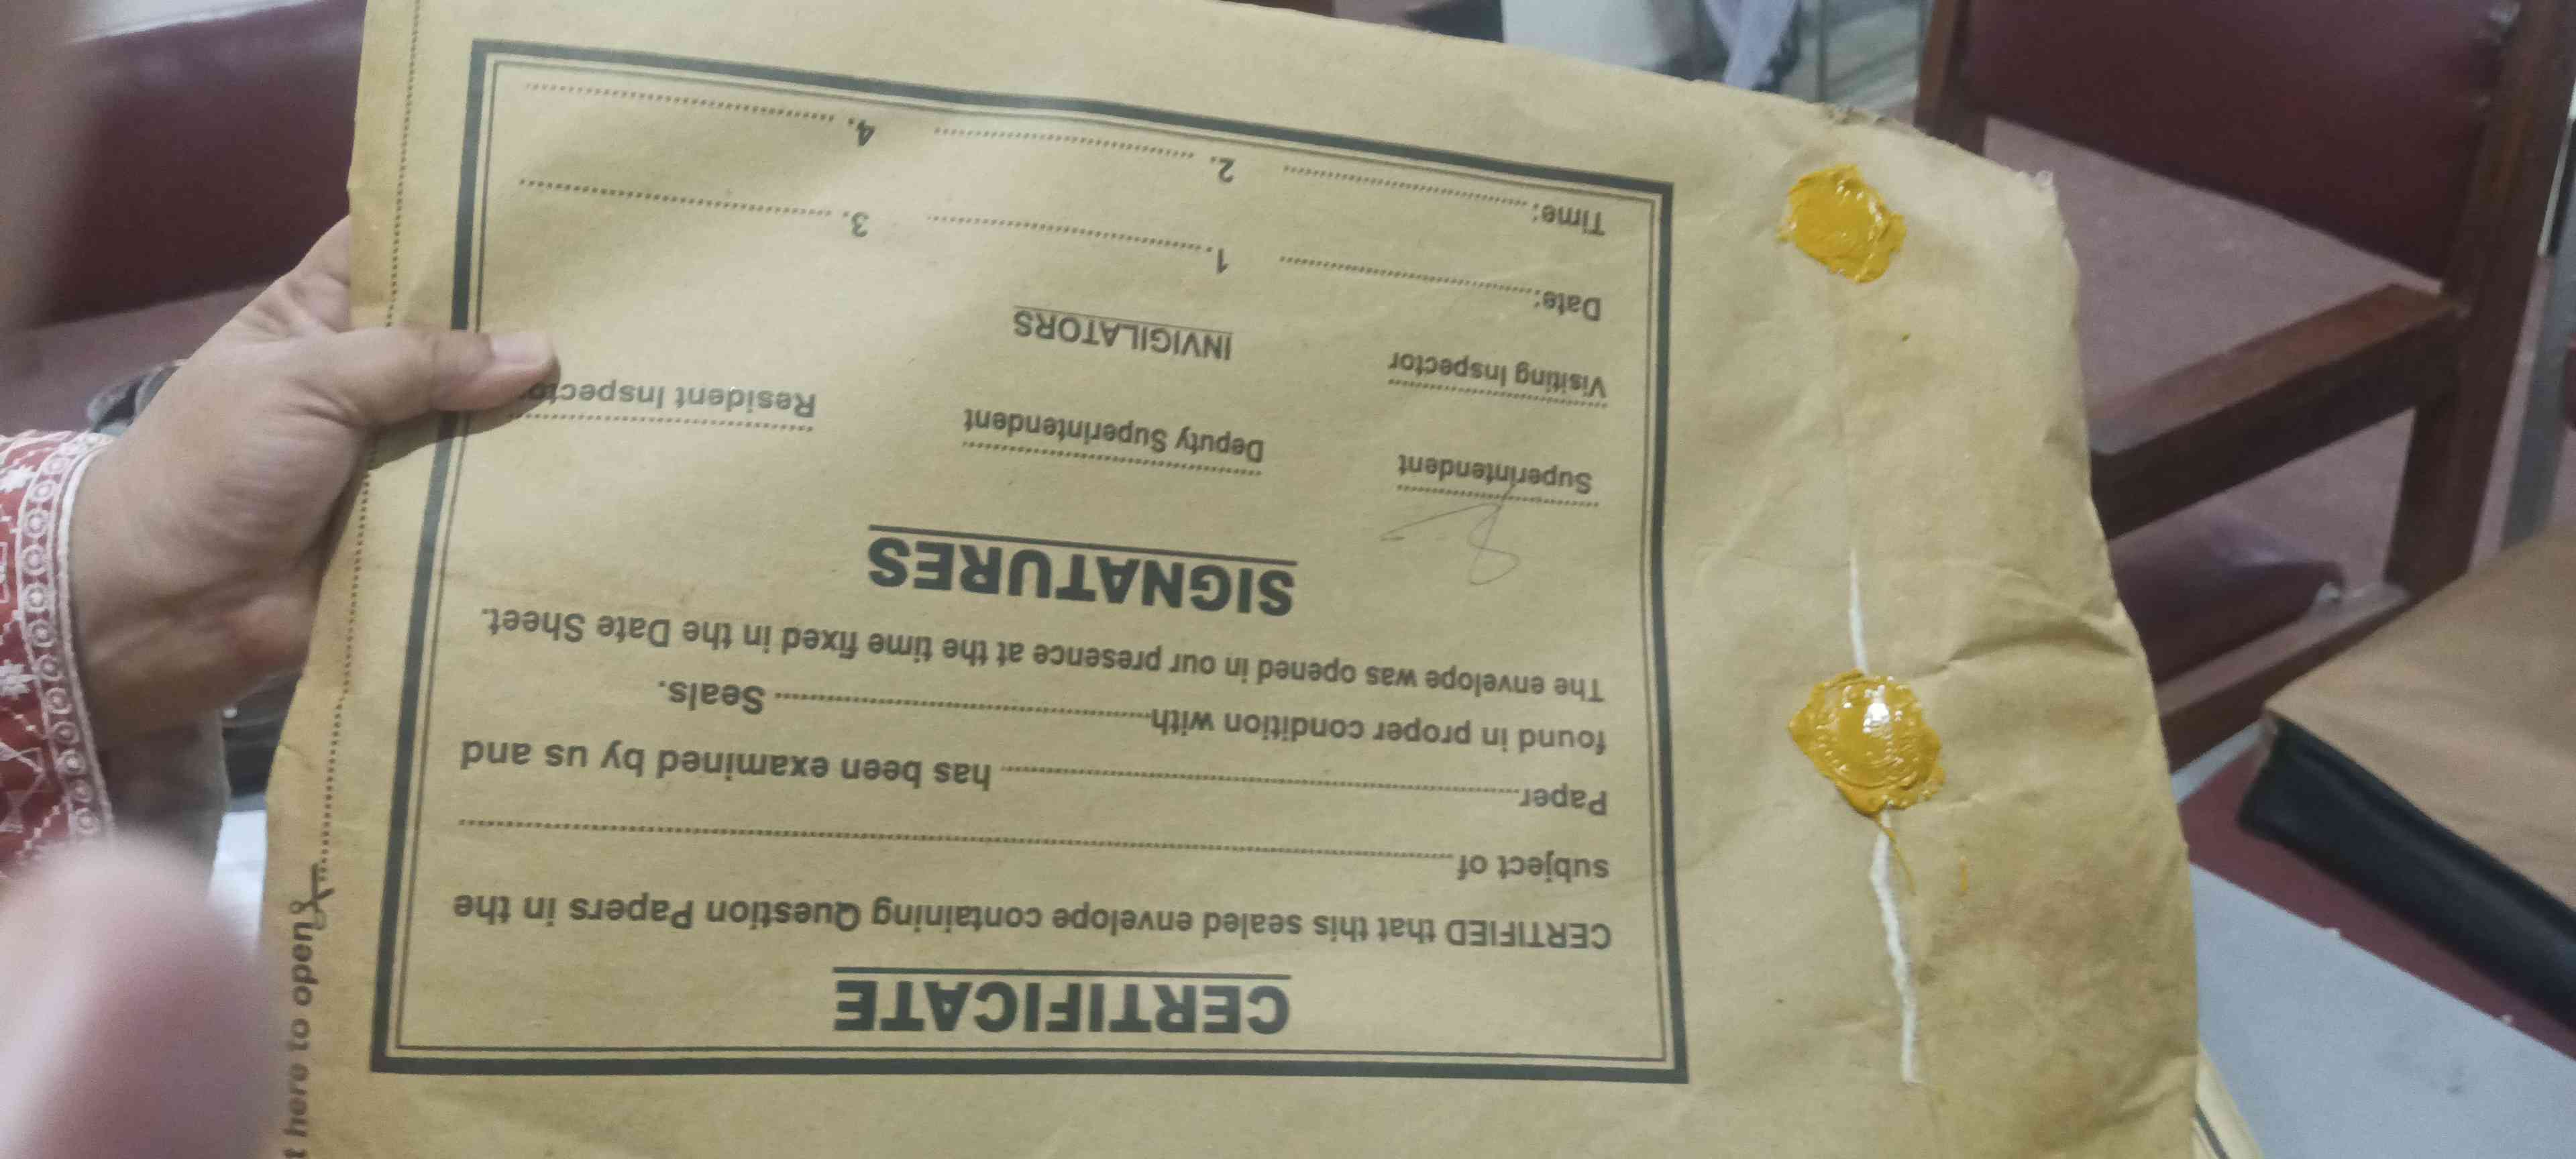 CERTIFICATE
CERTIFIED that this sealed envelope containing Question Papers in the
subject of
Paper has been examined by us and
found in proper condition with Seals.
The envelope was opened in our presence at the time fixed in the Date Sheet.
SIGNATURES
Superintendent Deputy Superintendent Resident Inspector
Visiting Inspector
INVIGILATORS
Date: 1. 3.
Time: 2. 4.
here to open